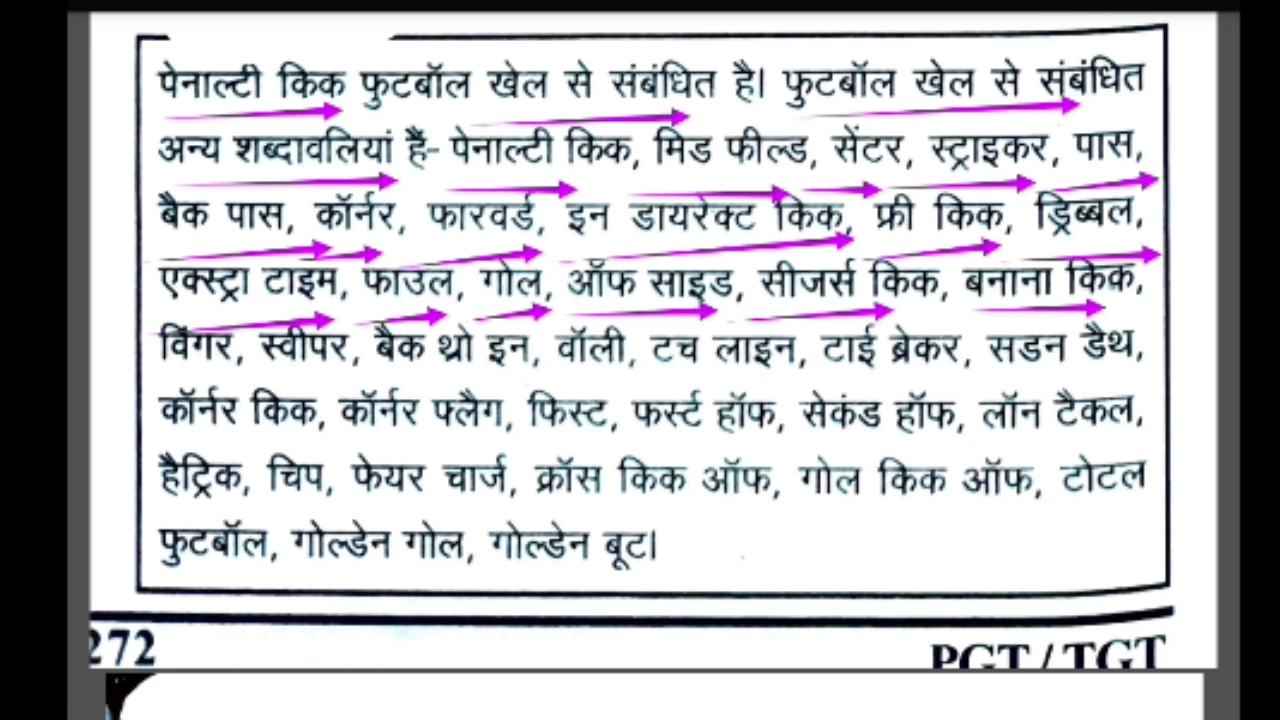 पेनाल्टी किक फुटबॉल खेल से संबंधित है। फुटबॉल खेल से संबंधित
अन्य शब्दावलियां हैं- पेनाल्टी किक, मिड फील्ड, सेंटर, स्ट्राइकर, पास,
बैक पास, कॉर्नर, फारवर्ड, इन डायरेक्ट किक, फ्री किक, ड्रिब्बल,
एक्स्ट्रा टाइम, फाउल, गोल, ऑफ साइड, सीजर्स किक, बनाना किक,
विंगर, स्वीपर, बैक थ्रो इन, वॉली, टच लाइन, टाई ब्रेकर, सडन डैथ,
कॉर्नर किक, कॉर्नर फ्लैग, फिस्ट, फर्स्ट हॉफ, सेकंड हॉफ, लॉन टैकल,
हैट्रिक, चिप, फेयर चार्ज, क्रॉस किक ऑफ, गोल किक ऑफ, टोटल
फुटबॉल, गोल्डेन गोल, गोल्डेन बूट।
272
PGT / TGT